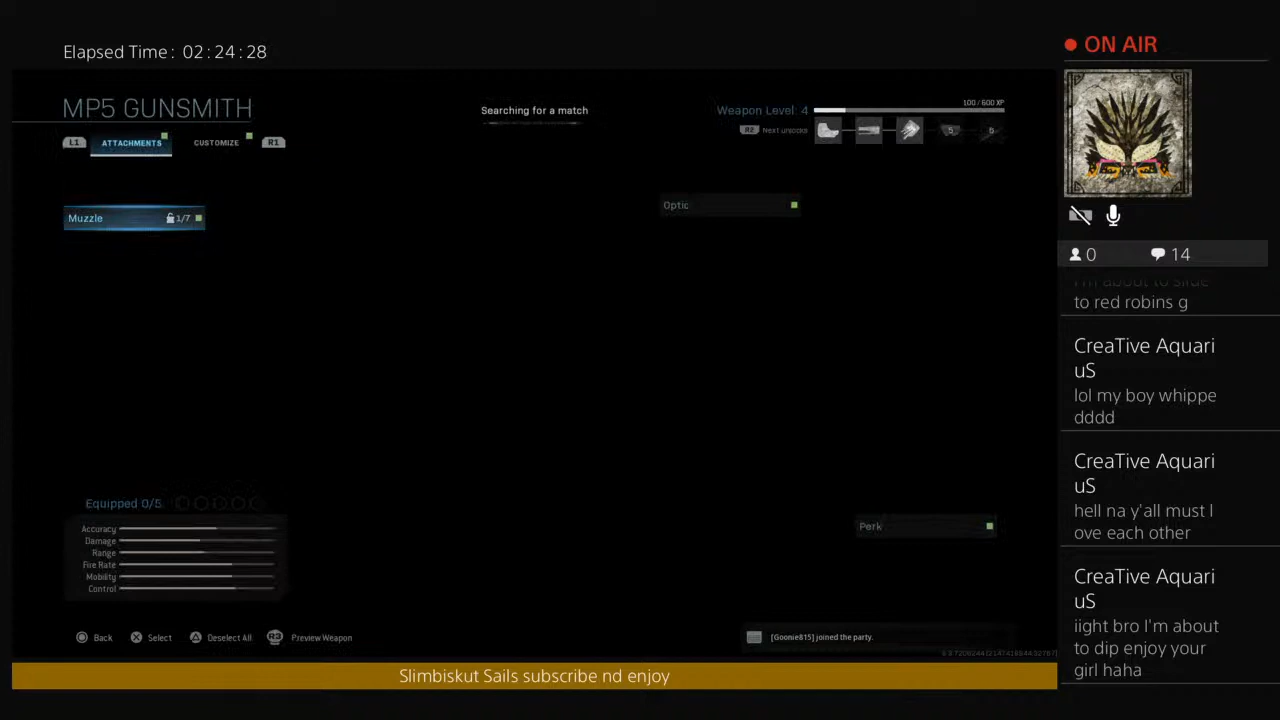 Elapsed Time: 02:24:28
ON AIR
MP5 GUNSMITH
Searching for a match
Weapon Level: 4
100 / 600 XP
R2 Next unlocks
5
L1 ATTACHMENTS CUSTOMIZE R1
Muzzle 1/7
Optic
0 14
to red robins g
CreaTive Aquari
uS
lol my boy whippe
dddd
CreaTive Aquari
uS
hell na y'all must l
ove each other
CreaTive Aquari
uS
iight bro I'm about
to dip enjoy your
girl haha
Equipped 0/5
Accuracy
Damage
Range
Fire Rate
Mobility
Control
Perk
Back Select Deselect All R3 Preview Weapon
[Goonie815] joined the party.
Slimbiskut Sails subscribe nd enjoy